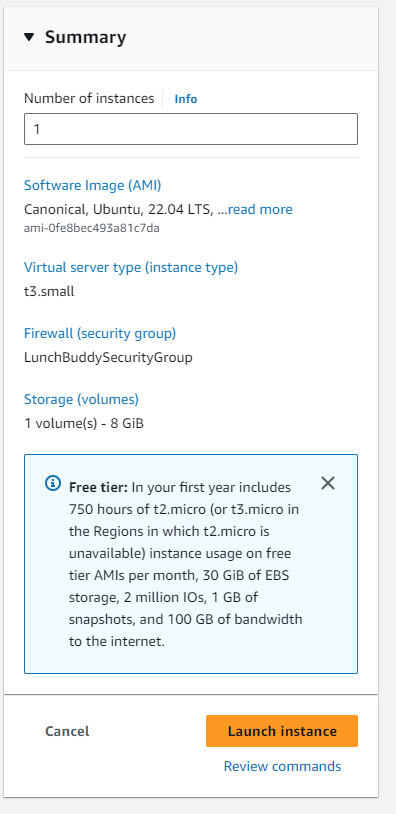 Summary
Number of instances Info
1
Software Image (AMI)
Canonical, Ubuntu, 22.04 LTS, ...read more
ami-0fe8bec493a81c7da
Virtual server type (instance type)
t3.small
Firewall (security group)
LunchBuddySecurityGroup
Storage (volumes)
1 volume(s) - 8 GiB
Free tier: In your first year includes
750 hours of t2.micro (or t3.micro in
the Regions in which t2.micro is
unavailable) instance usage on free
tier AMIs per month, 30 GiB of EBS
storage, 2 million IOs, 1 GB of
snapshots, and 100 GB of bandwidth
to the internet.
Cancel
Launch instance
Review commands